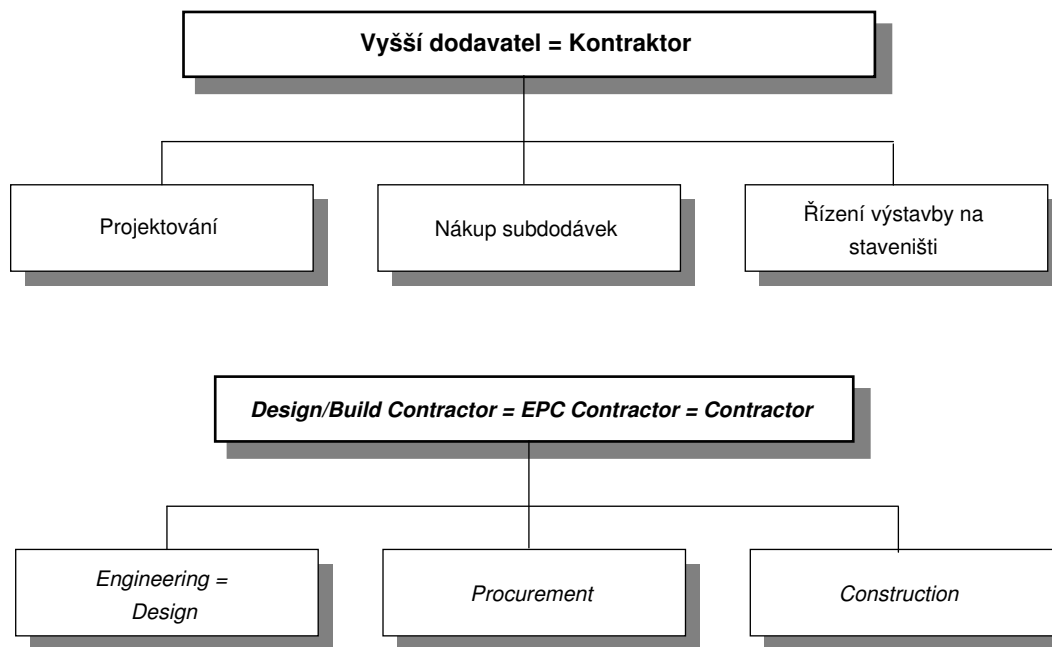 Vyšší dodavatel = Kontraktor
Projektování
Nákup subdodávek
Řízení výstavby na
staveništi
Design/Build Contractor = EPC Contractor = Contractor
Engineering =
Design
Procurement
Construction